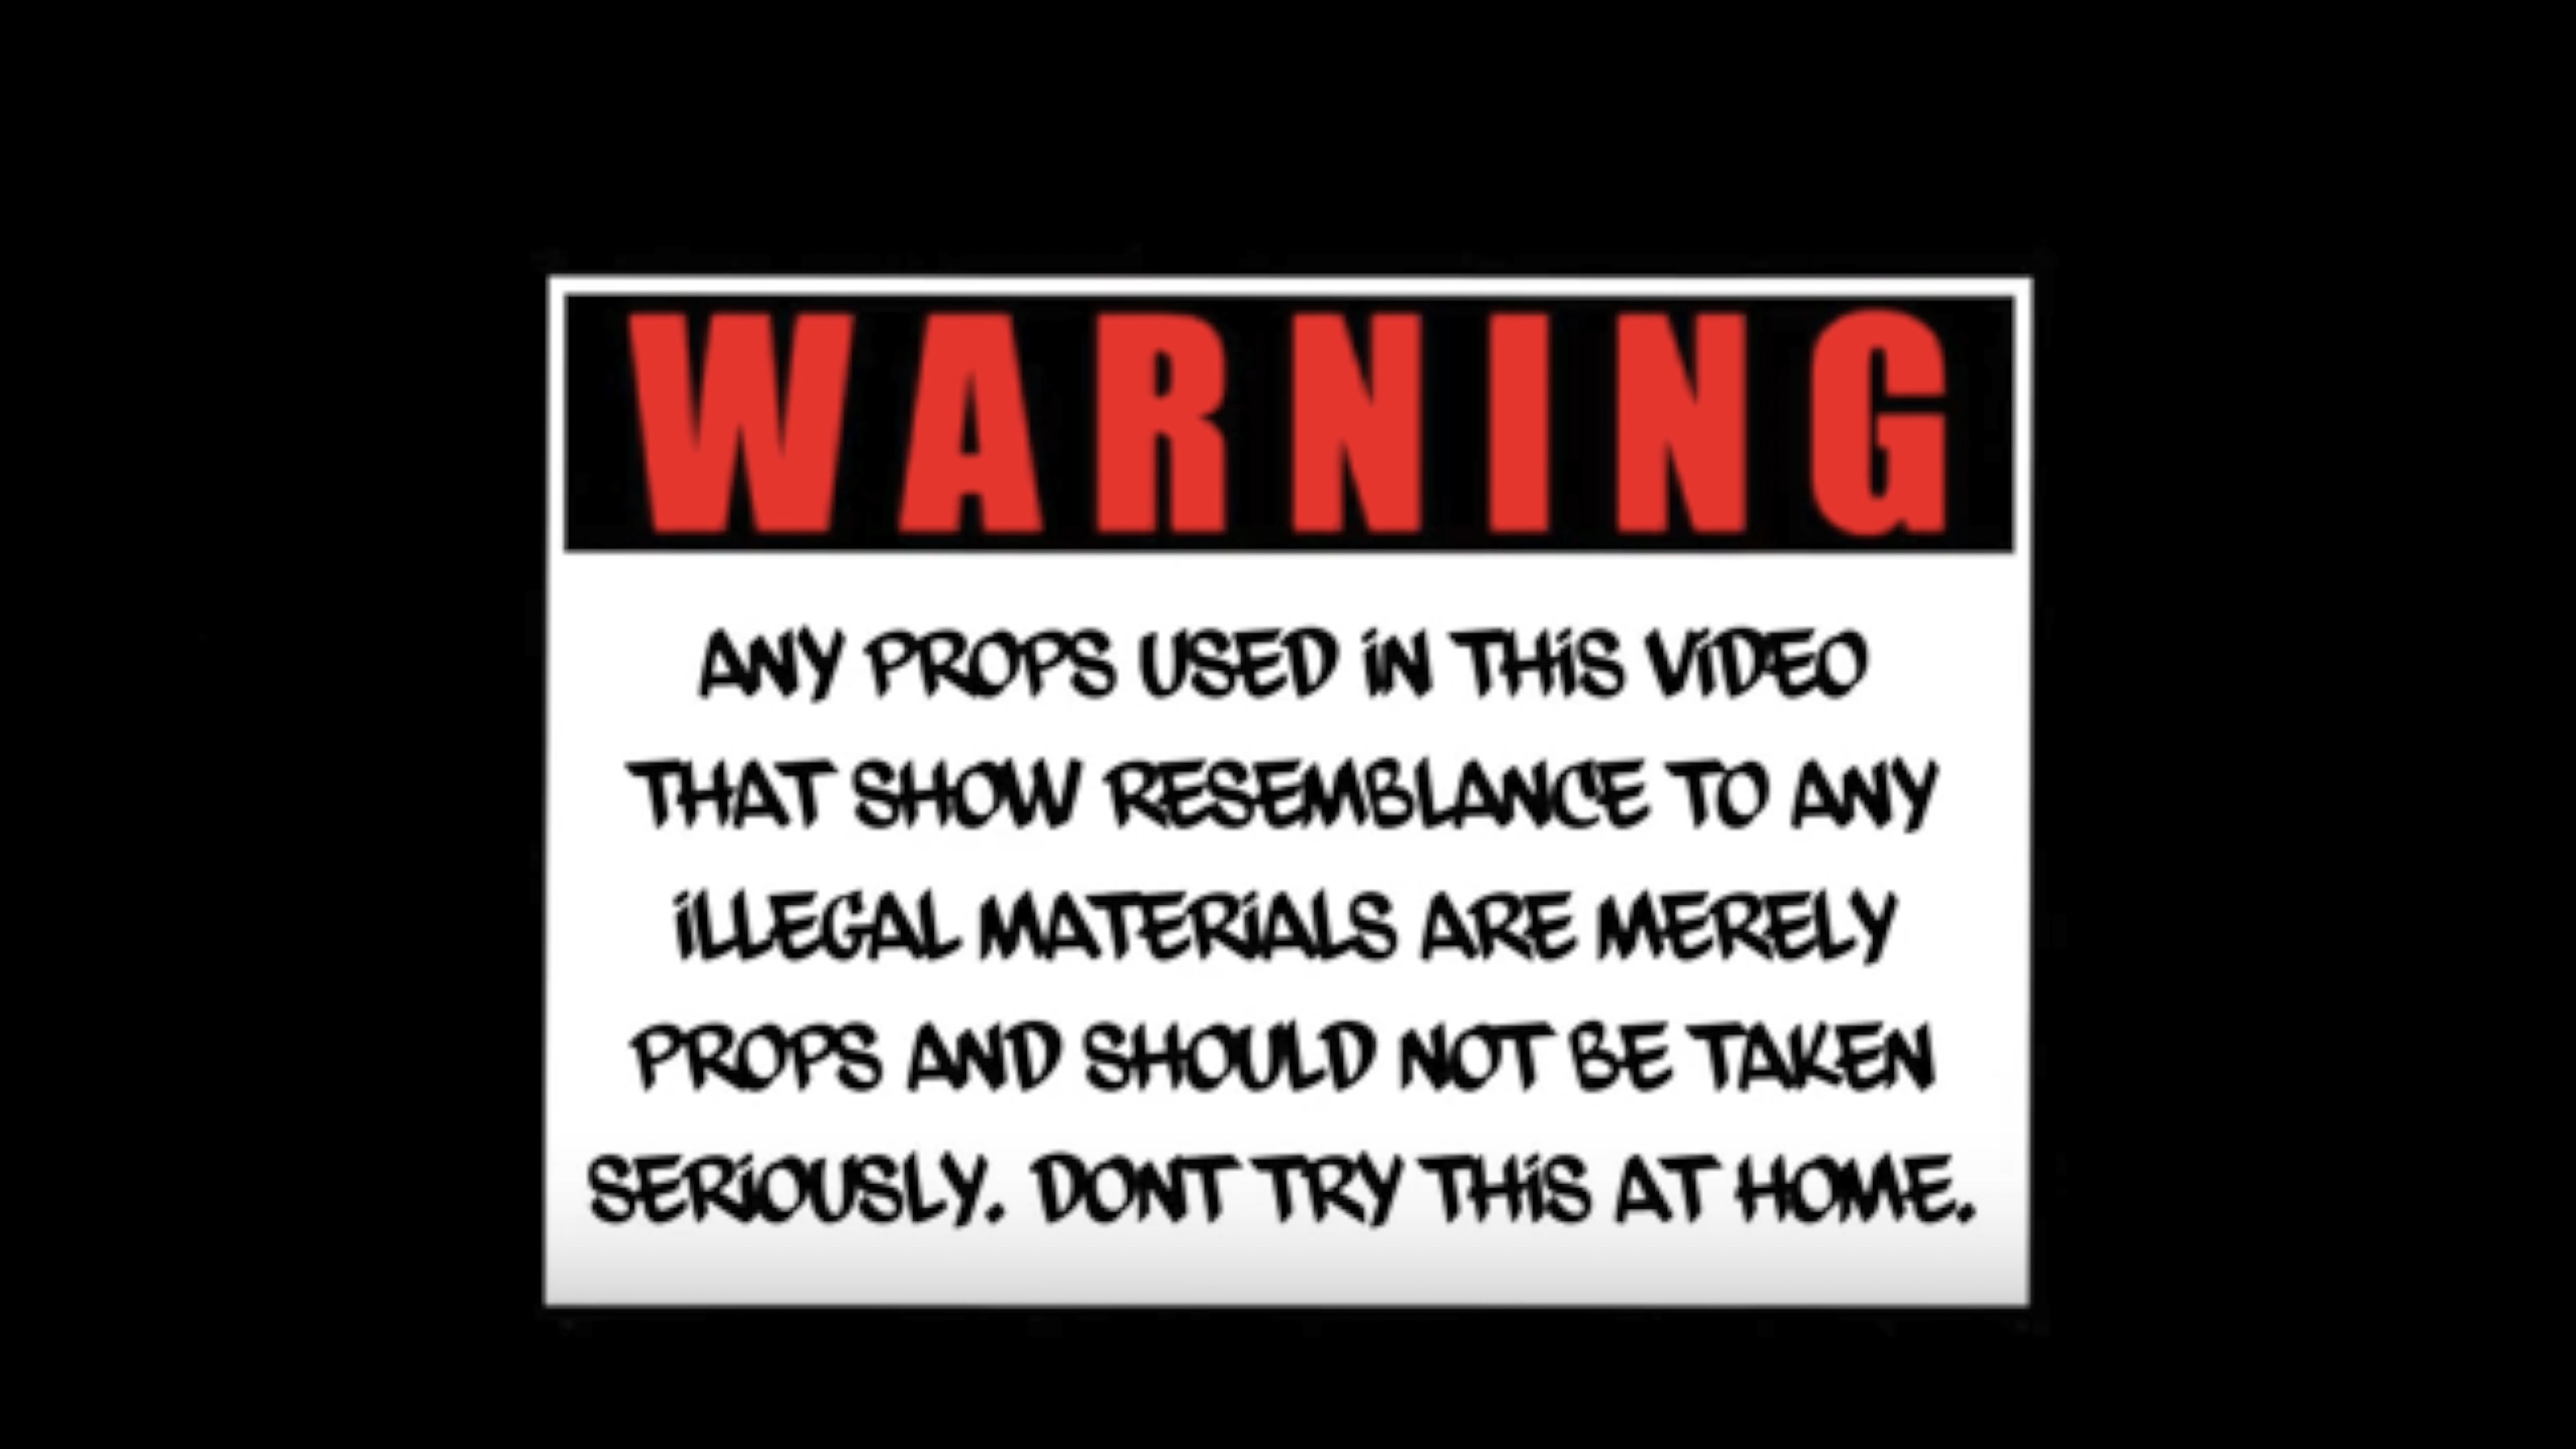 WARNING
ANY PROPS USED iN THiS ViDEO
THAT SHOW RESEMBLANCE TO ANY
iLLEGAL MATERiALS ARE MERELY
PROPS AND SHOULD NOT BE TAKEN
SERiOUSLY. DONT TRY THiS AT HOME.